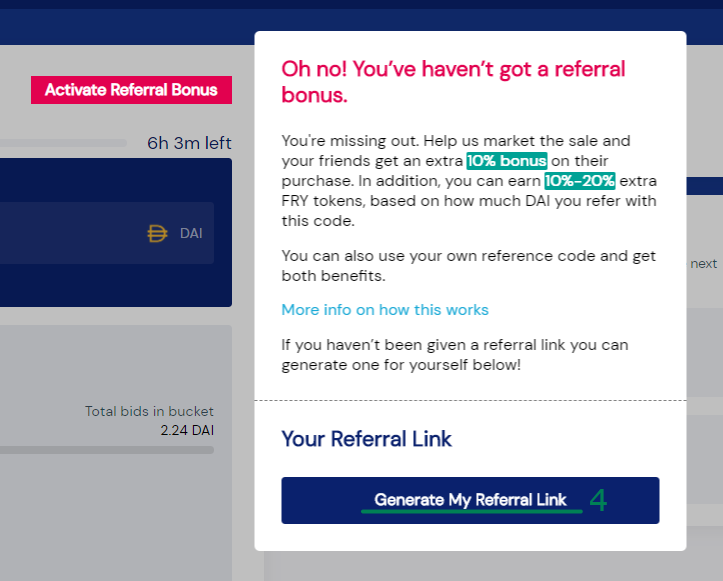 Oh no! You’ve haven’t got a referral
bonus.
Activate Referral Bonus
6h 3m left
You're missing out. Help us market the sale and
your friends get an extra 10% bonus on their
purchase. In addition, you can earn 10%-20% extra
FRY tokens, based on how much DAI you refer with
this code.
DAI
You can also use your own reference code and get
both benefits.
next
More info on how this works
If you haven’t been given a referral link you can
generate one for yourself below!
Total bids in bucket
2.24 DAI
Your Referral Link
Generate My Referral Link 4